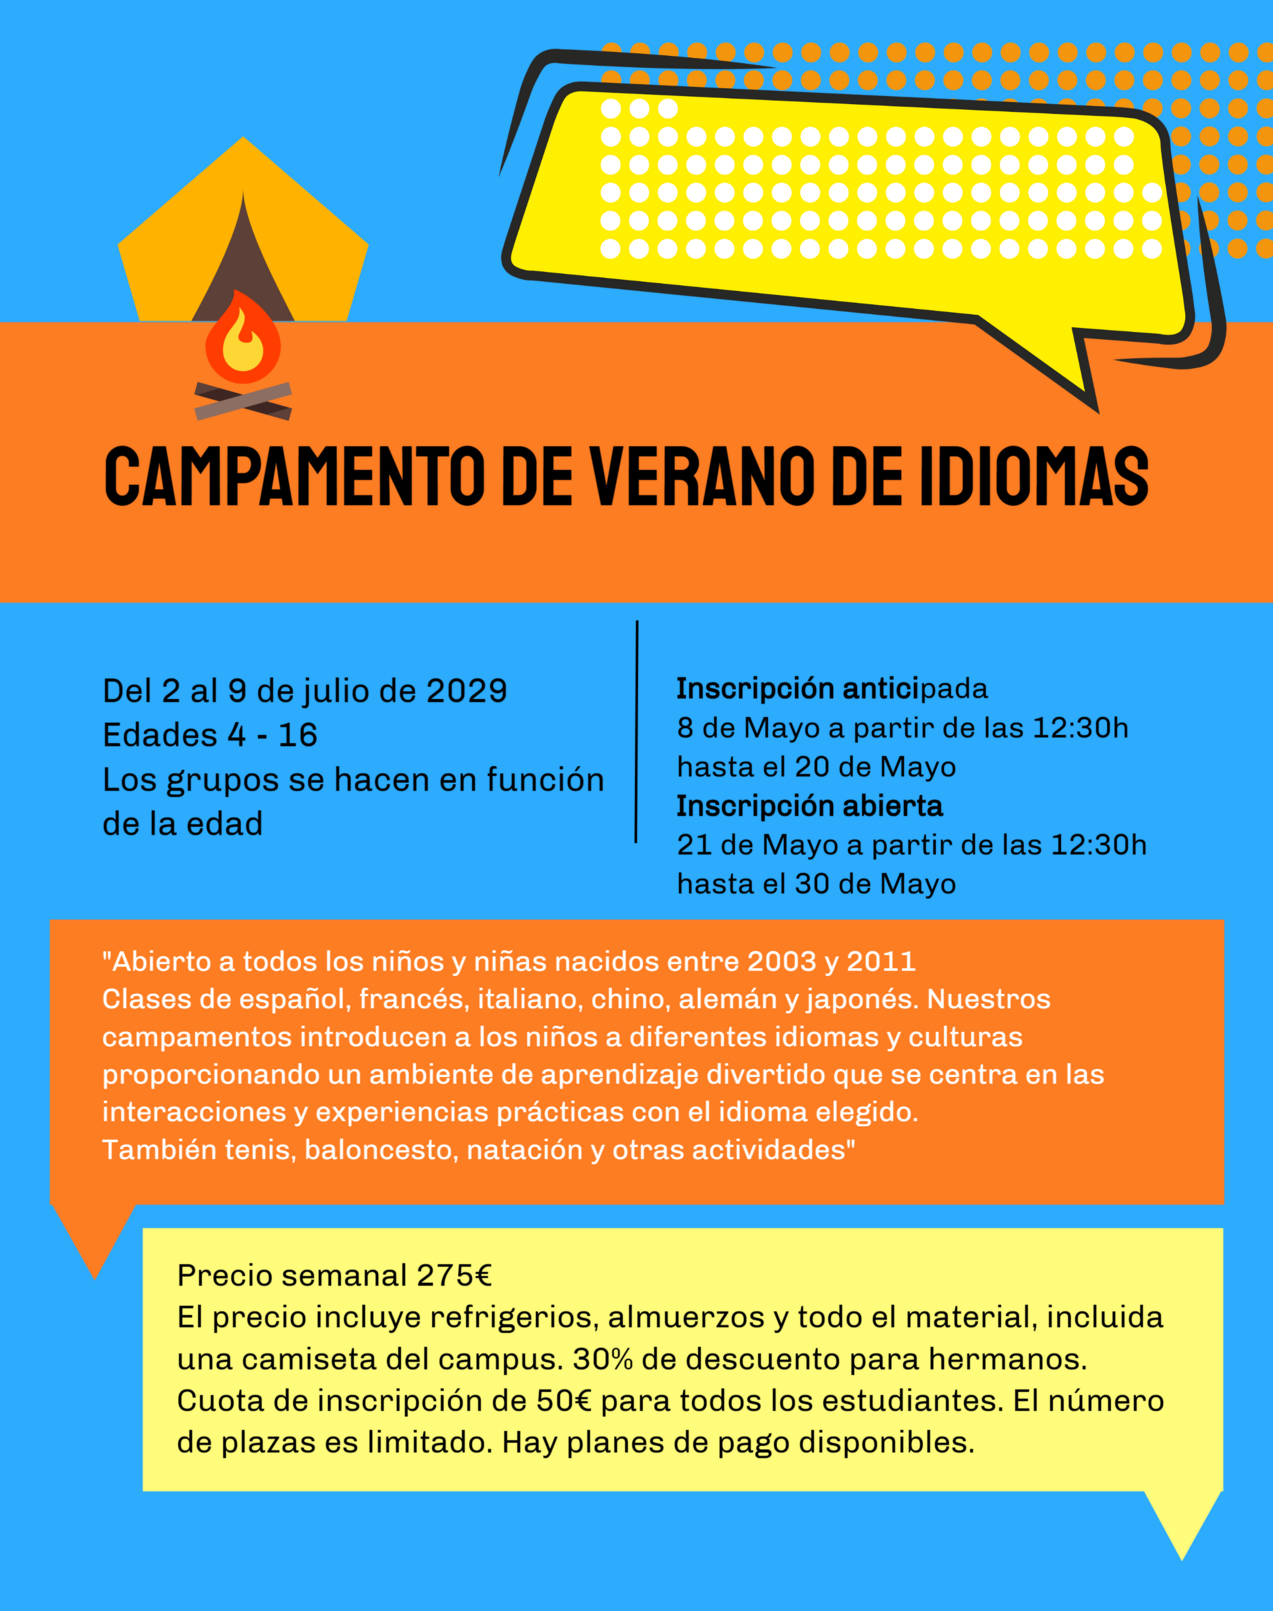 CAMPAMENTO DE VERANO DE IDIOMAS
Del 2 al 9 de julio de 2029
Edades 4 - 16
Los grupos se hacen en función
de la edad
Inscripción anticipada
8 de Mayo a partir de las 12:30h
hasta el 20 de Mayo
Inscripción abierta
21 de Mayo a partir de las 12:30h
hasta el 30 de Mayo
"Abierto a todos los niños y niñas nacidos entre 2003 y 2011
Clases de español, francés, italiano, chino, alemán y japonés. Nuestros
campamentos introducen a los niños a diferentes idiomas y culturas
proporcionando un ambiente de aprendizaje divertido que se centra en las
interacciones y experiencias prácticas con el idioma elegido.
También tenis, baloncesto, natación y otras actividades"
Precio semanal 275€
El precio incluye refrigerios, almuerzos y todo el material, incluida
una camiseta del campus. 30% de descuento para hermanos.
Cuota de inscripción de 50€ para todos los estudiantes. El número
de plazas es limitado. Hay planes de pago disponibles.